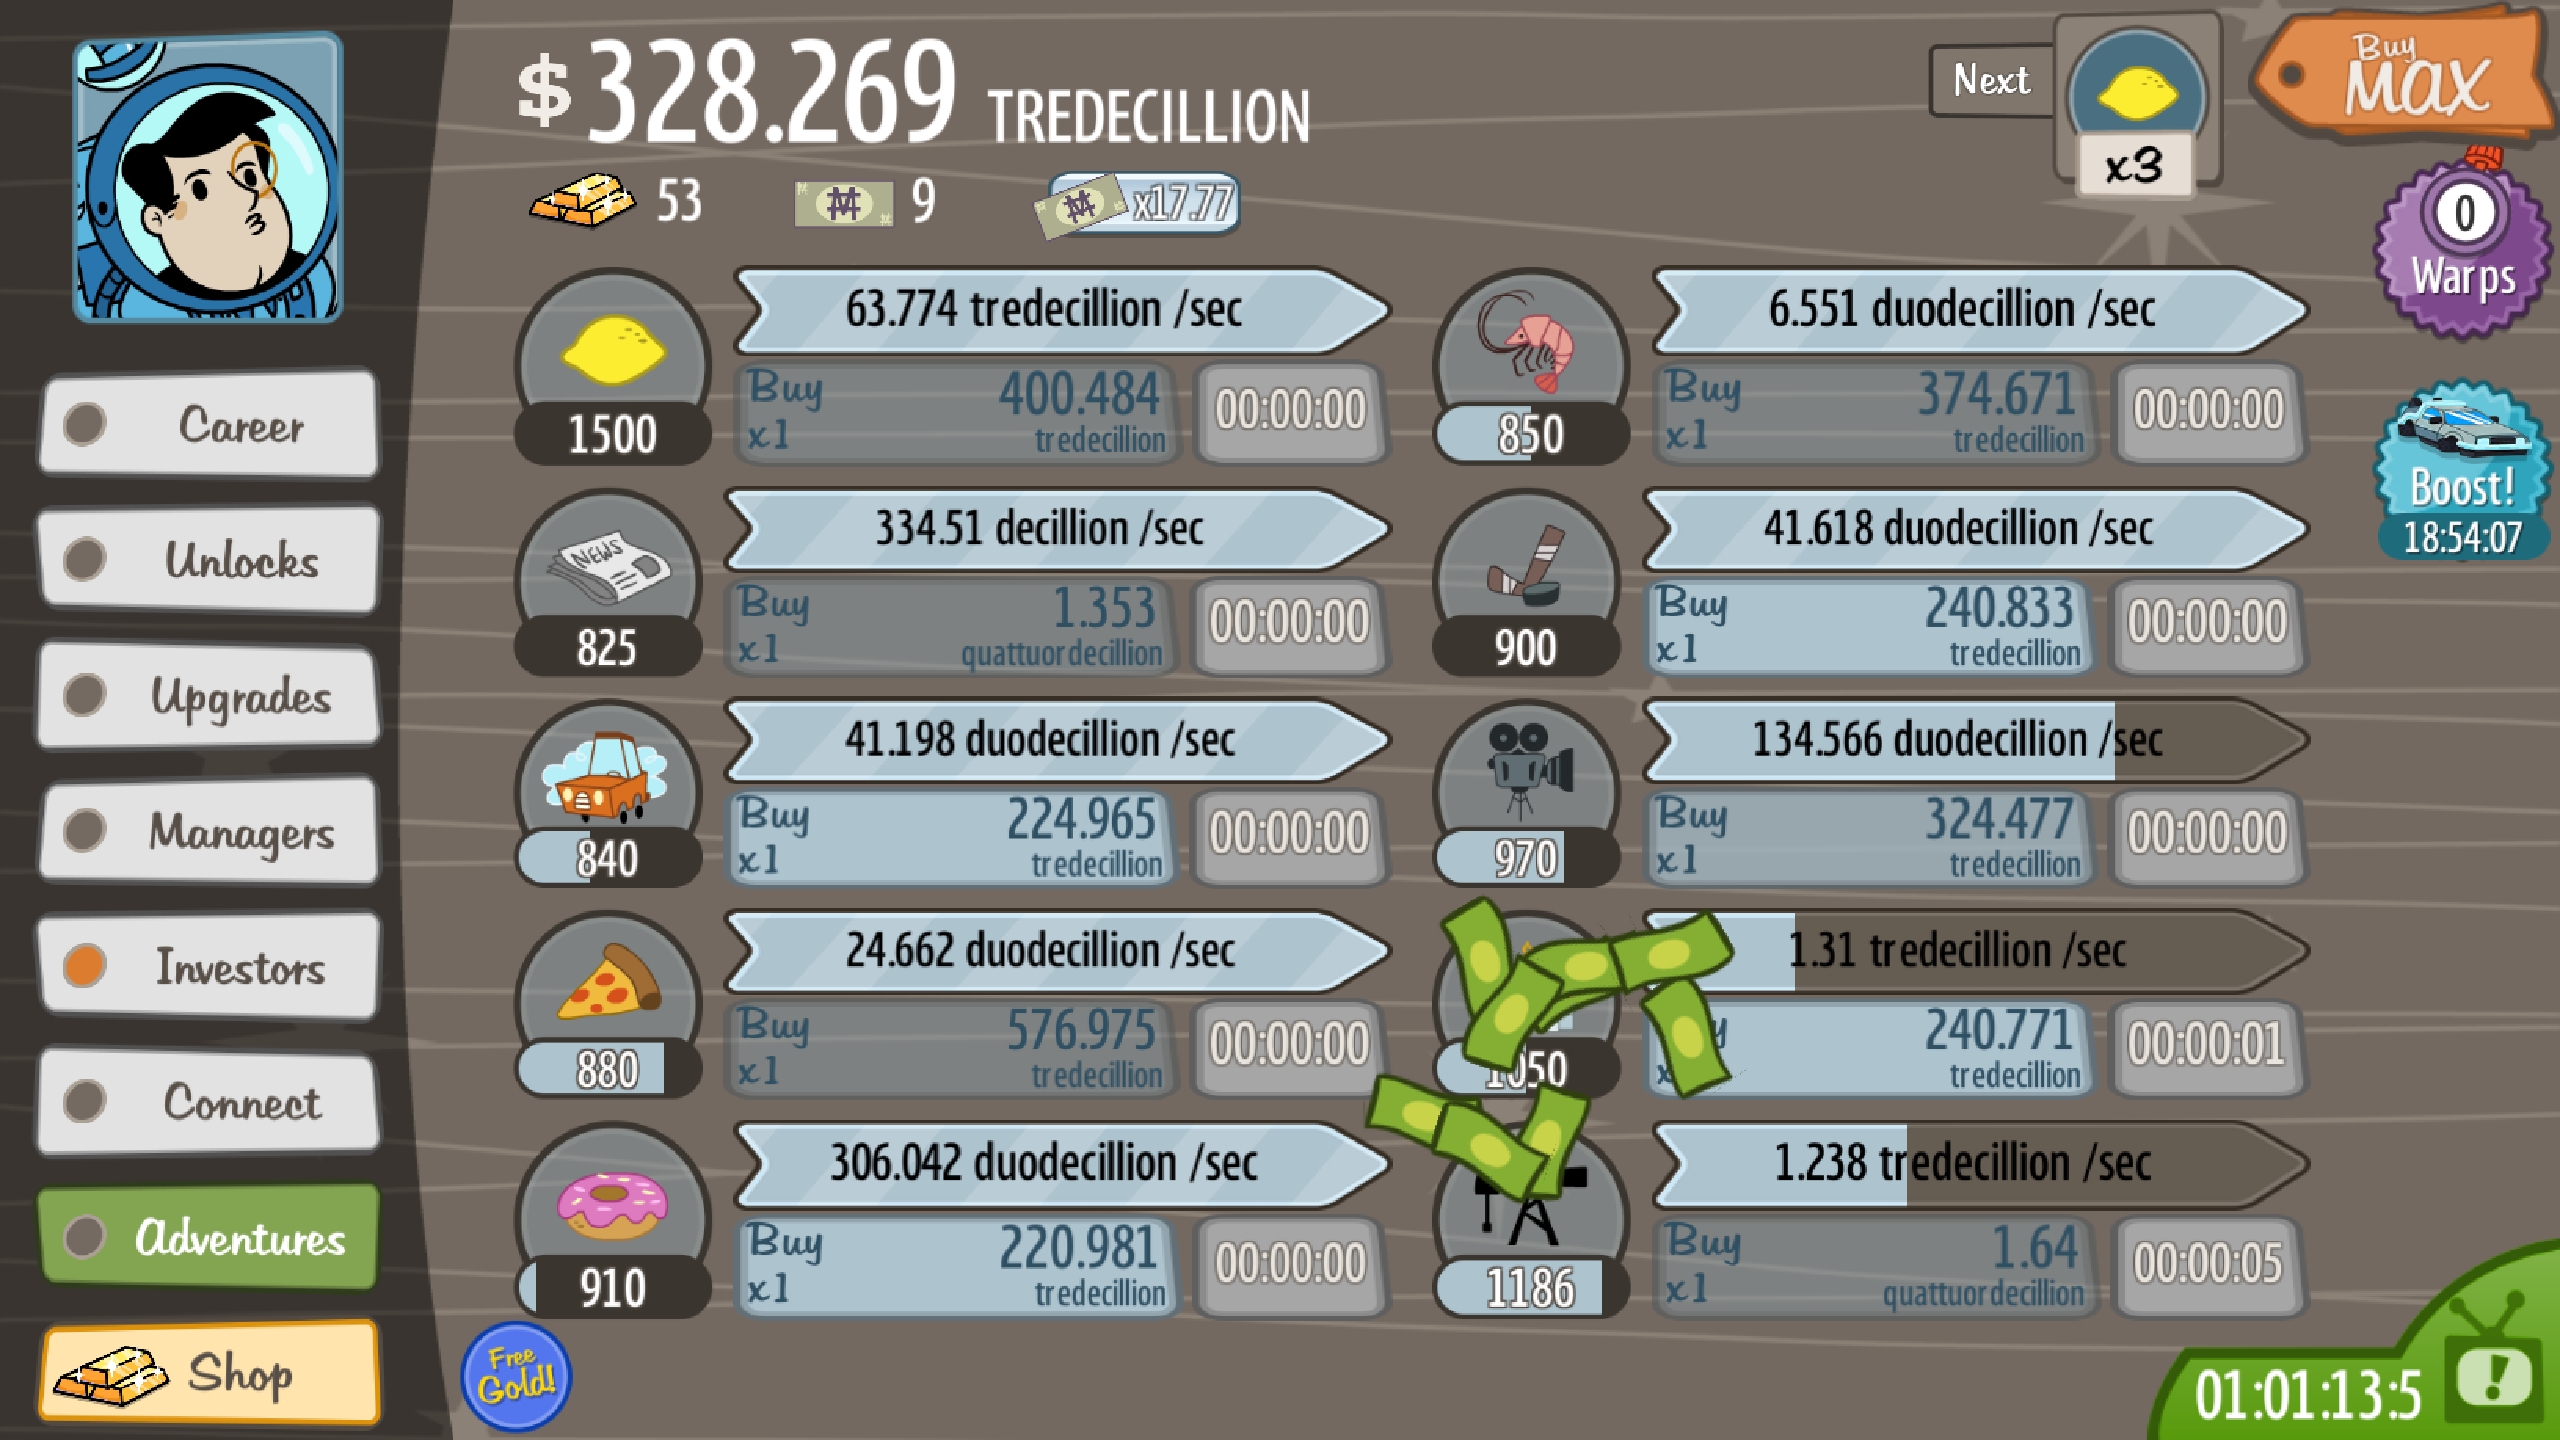 $328.269 TREDECILLION
Next
x3
Buy
MAX
53
9
x17.77
0
Warps
Boost!
18:54:07
Career
Unlocks
Upgrades
Managers
Investors
Connect
Adventures
Shop
63.774 tredecillion /sec
1500
Buy x1
400.484 tredecillion
00:00:00
6.551 duodecillion /sec
850
Buy x1
374.671 tredecillion
00:00:00
NEWS
334.51 decillion /sec
825
Buy x1
1.353 quattuordecillion
00:00:00
41.618 duodecillion /sec
900
Buy x1
240.833 tredecillion
00:00:00
41.198 duodecillion /sec
840
Buy x1
224.965 tredecillion
00:00:00
134.566 duodecillion /sec
970
Buy x1
324.477 tredecillion
00:00:00
24.662 duodecillion /sec
880
Buy x1
576.975 tredecillion
00:00:00
1.31 tredecillion /sec
1050
240.771 tredecillion
00:00:01
306.042 duodecillion /sec
910
Buy x1
220.981 tredecillion
00:00:00
1.238 tredecillion /sec
1186
Buy x1
1.64 quattuordecillion
00:00:05
Free
Gold!
01:01:13:5